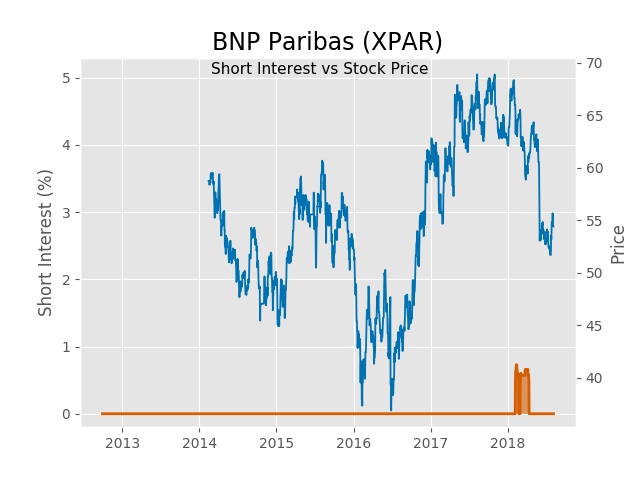 BNP Paribas (XPAR)
Short Interest vs Stock Price
Short Interest (%)
5
4
3
2
1
0
70
65
60
55
50
45
40
Price
2013 2014 2015 2016 2017 2018